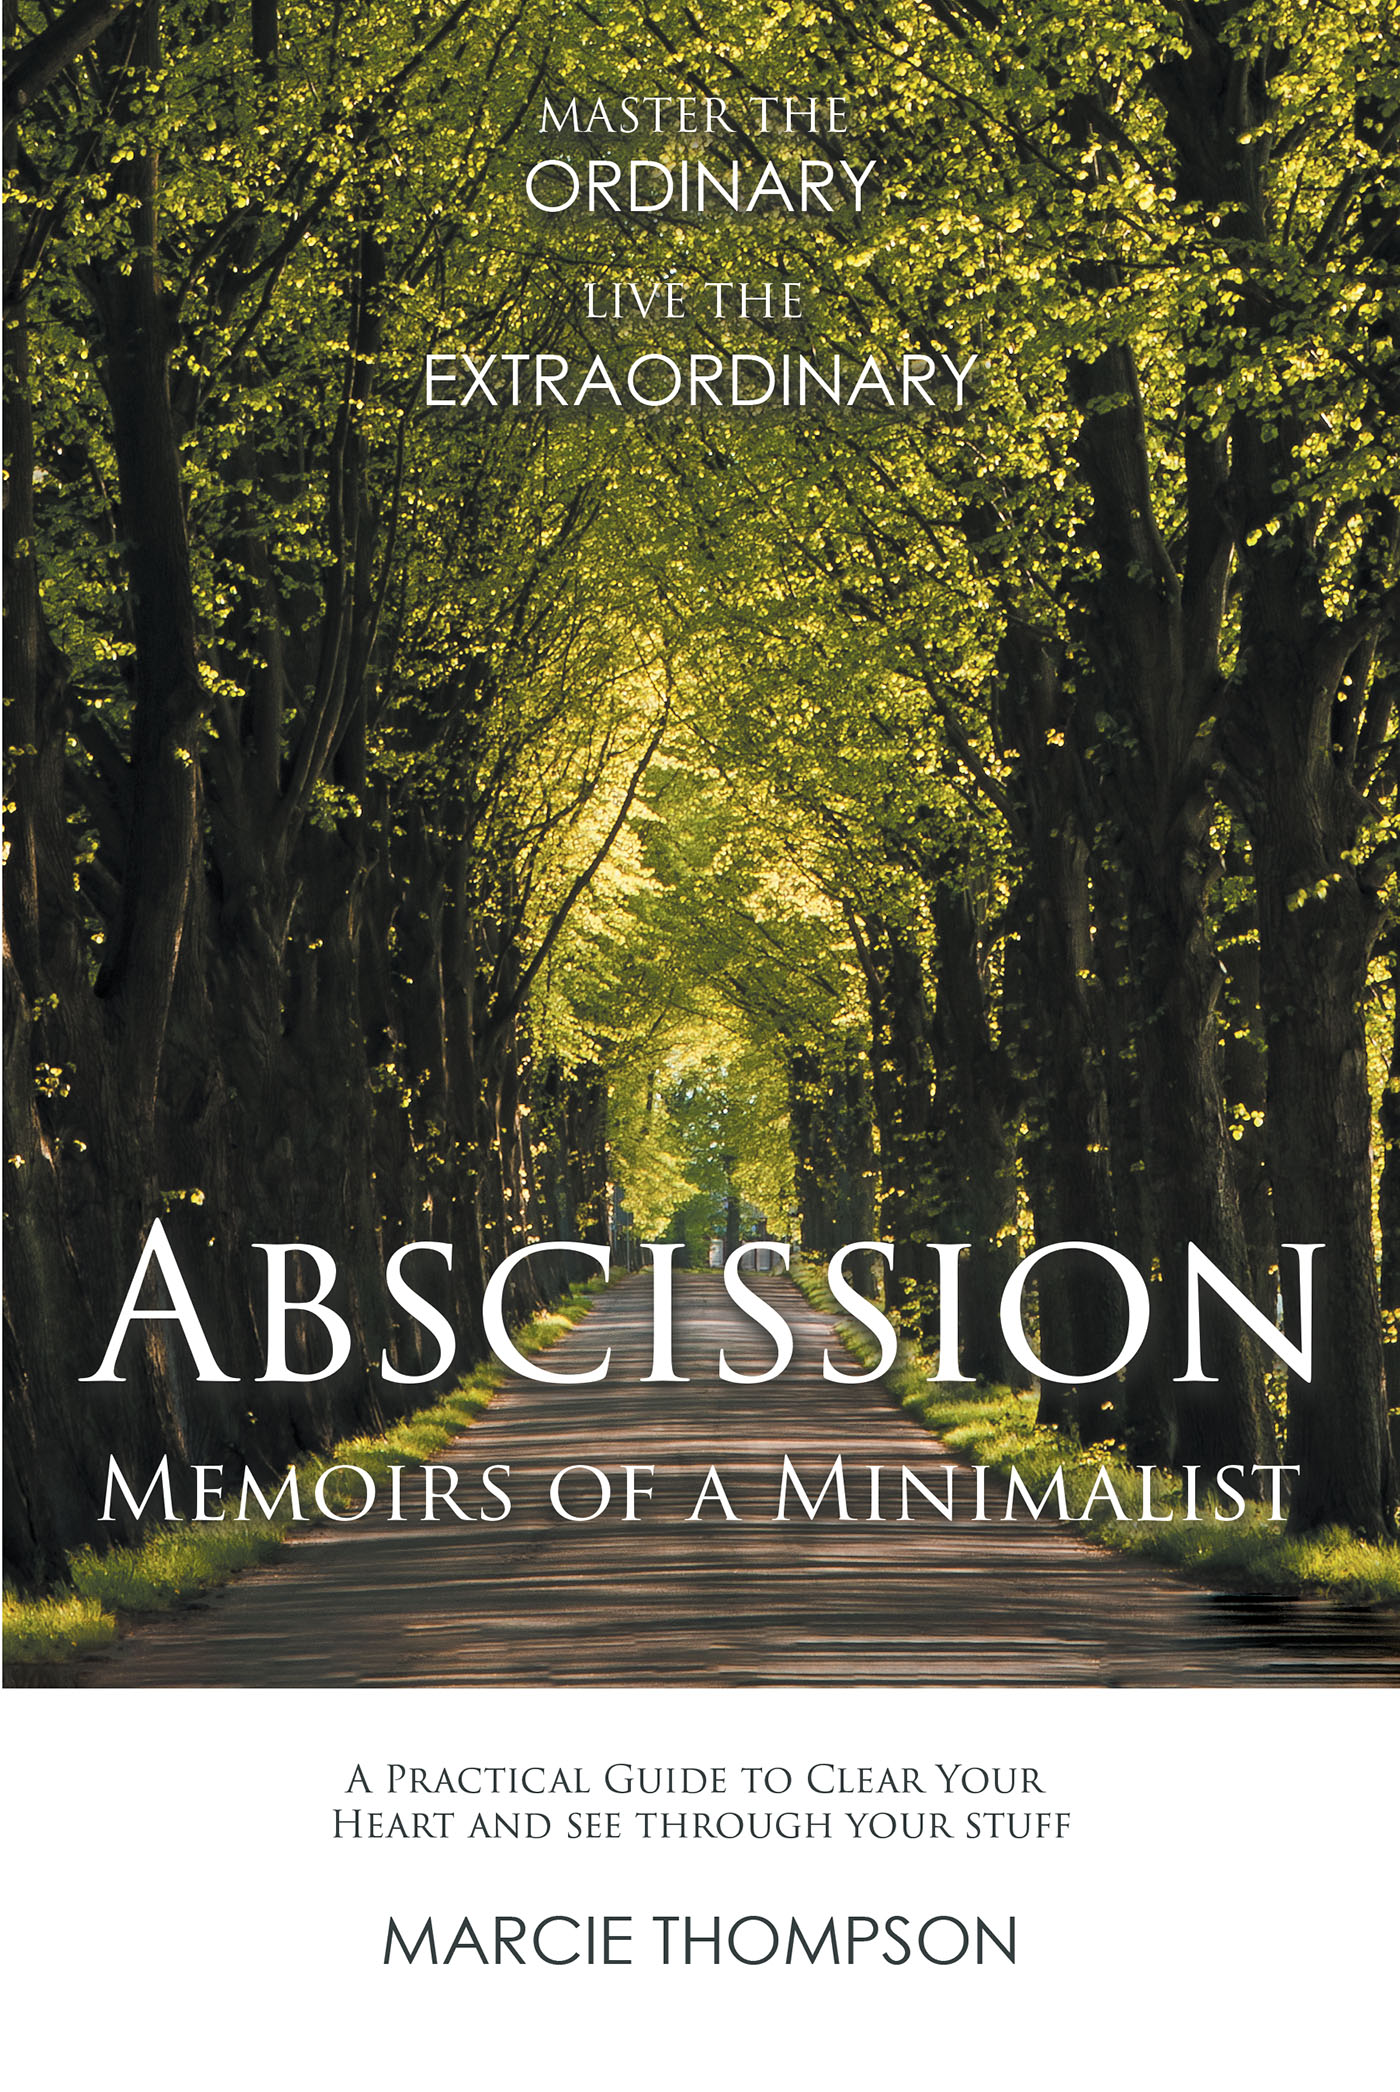 MASTER THE
ORDINARY
LIVE THE
EXTRAORDINARY
ABSCISSION
MEMOIRS OF A MINIMALIST
A PRACTICAL GUIDE TO CLEAR YOUR
HEART AND SEE THROUGH YOUR STUFF
MARCIE THOMPSON